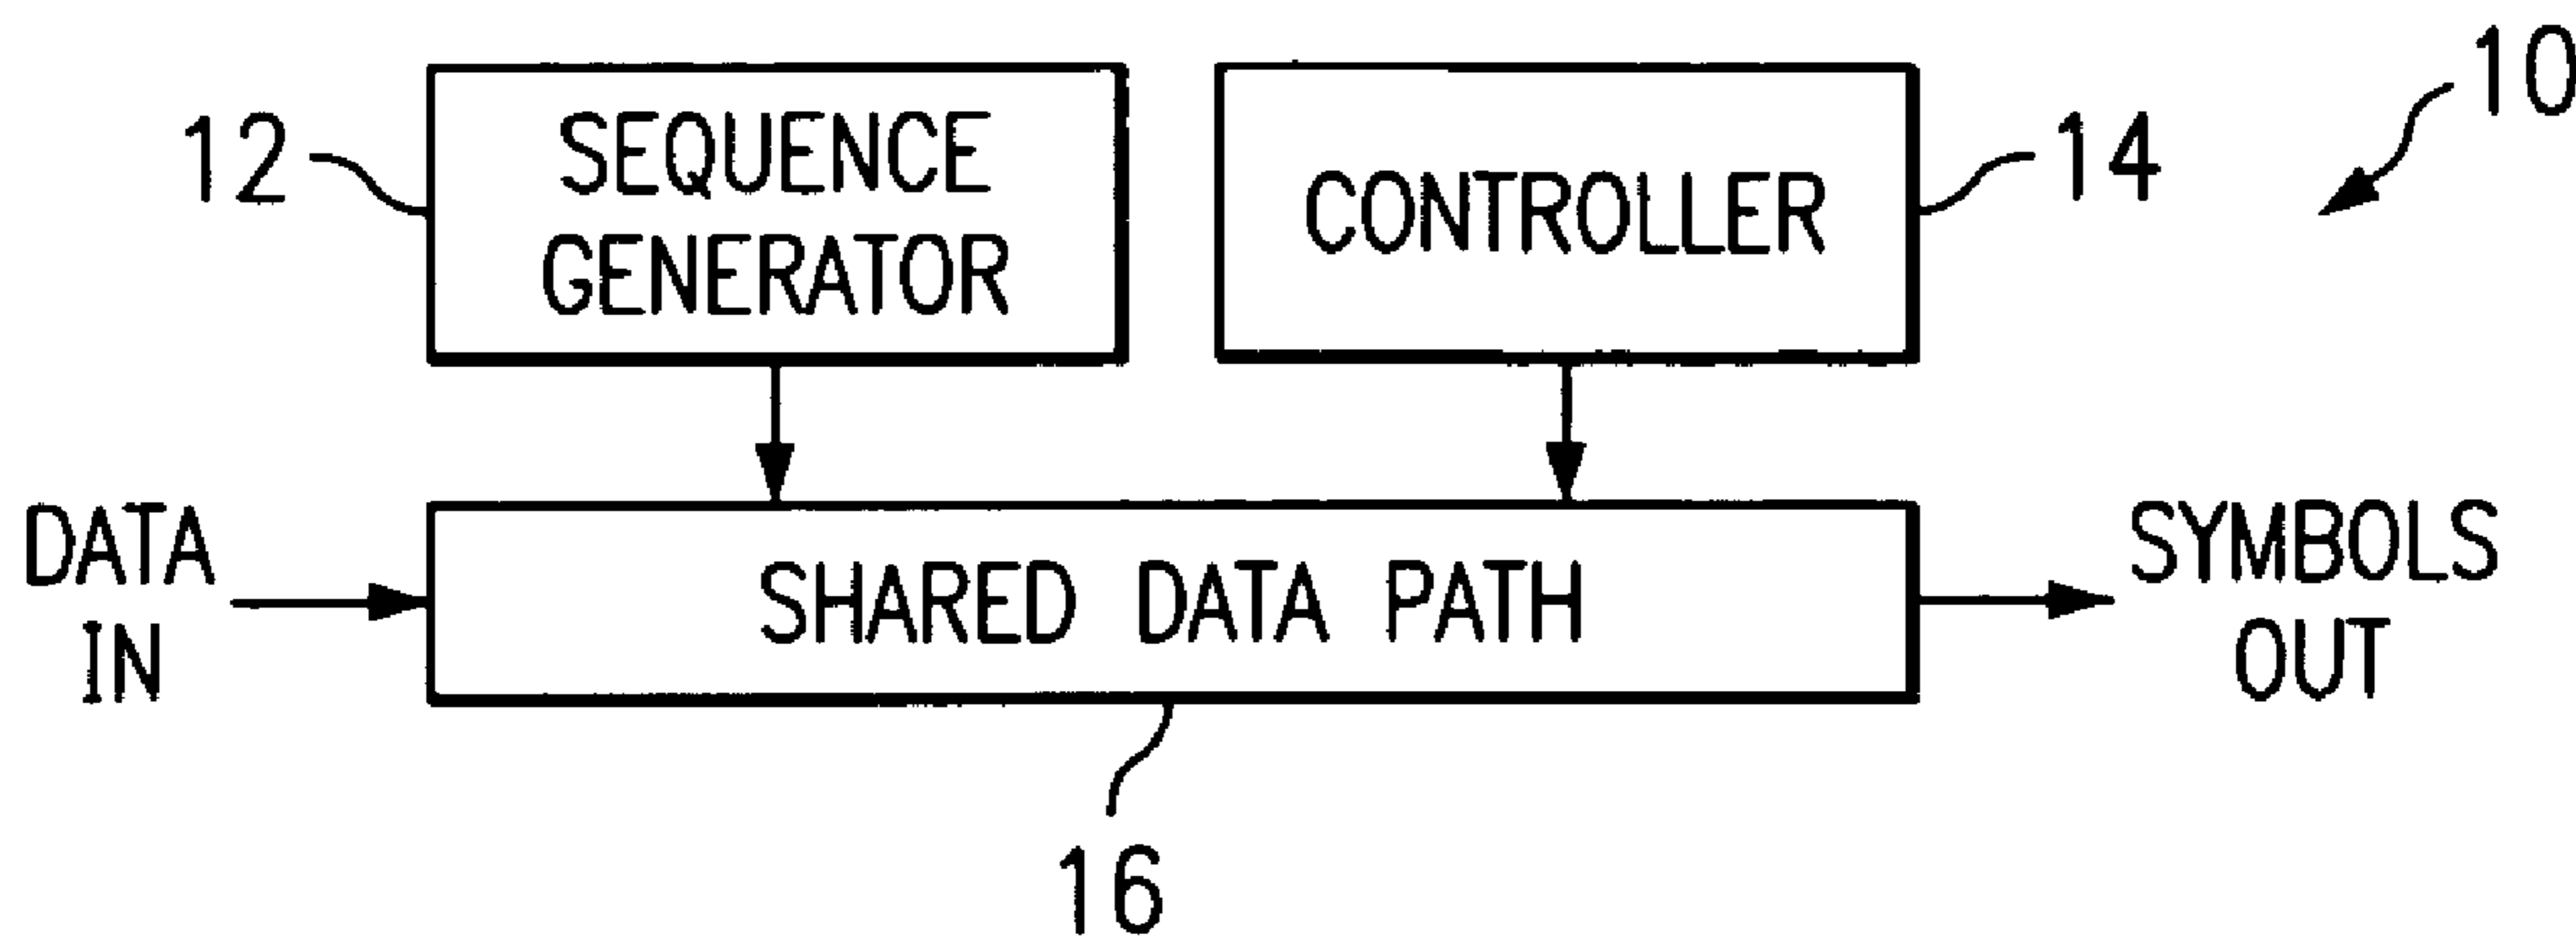 10
12
SEQUENCE
GENERATOR
CONTROLLER
14
DATA
IN
SHARED DATA PATH
SYMBOLS
OUT
16